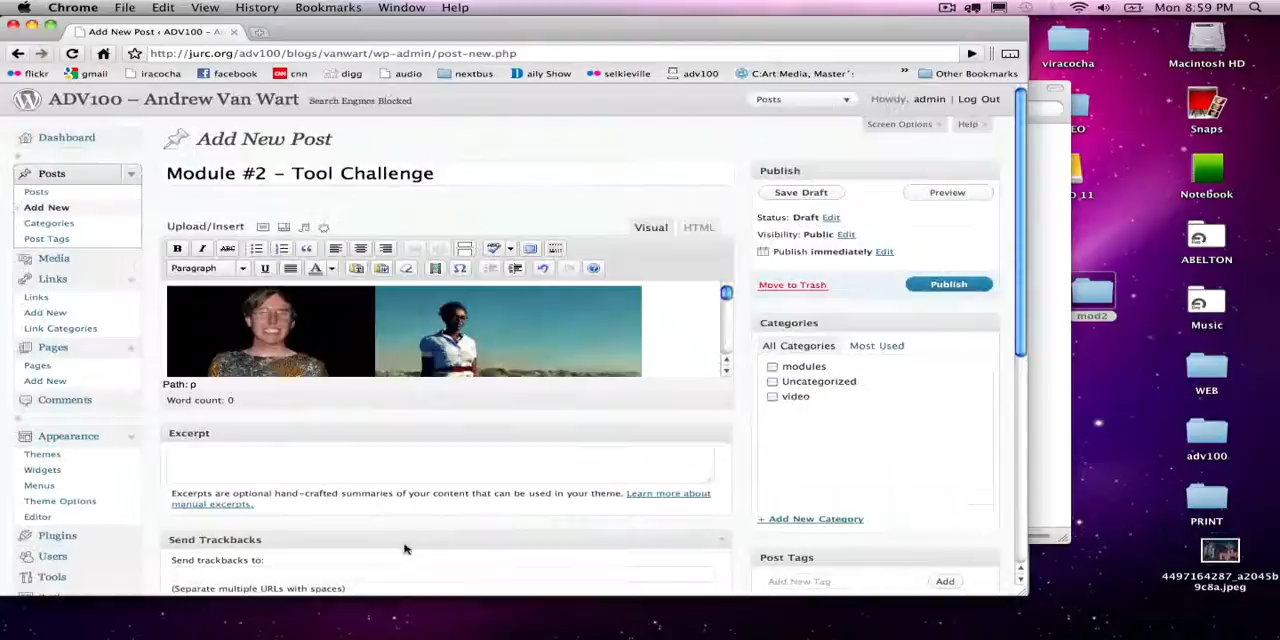 Chrome File Edit View History Bookmarks Window Help Mon 8:59 PM
Add New Post ‹ ADV100 – A
http://jurc.org/adv100/blogs/vanwart/wp-admin/post-new.php
flickr gmail iracocha facebook cnn digg audio nextbus aily Show selkieville adv100 C:Art:Media, Master': » Other Bookmarks
ADV100 – Andrew Van Wart Search Engines Blocked Posts Howdy, admin | Log Out
Screen Options Help
Dashboard
Posts
Posts
Add New
Categories
Post Tags
Media
Links
Links
Add New
Link Categories
Pages
Pages
Add New
Comments
Appearance
Themes
Widgets
Menus
Theme Options
Editor
Plugins
Users
Tools
Add New Post
Module #2 – Tool Challenge
Upload/Insert Visual HTML
B I ABC
Paragraph U A
Path: p
Word count: 0
Excerpt
Excerpts are optional hand-crafted summaries of your content that can be used in your theme. Learn more about
manual excerpts.
Send Trackbacks
Send trackbacks to:
(Separate multiple URLs with spaces)
Publish
Save Draft Preview
Status: Draft Edit
Visibility: Public Edit
Publish immediately Edit
Move to Trash Publish
Categories
All Categories Most Used
modules
Uncategorized
video
+ Add New Category
Post Tags
Add New Tag Add
viracocha
EO
O 11
mod2
Macintosh HD
Snaps
Notebook
ABELTON
Music
WEB
adv100
PRINT
4497164287_a2045b
9c8a.jpeg